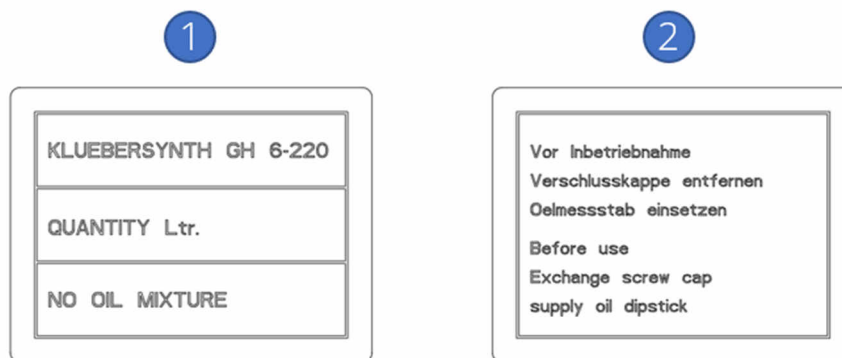 1
2
KLUEBERSYNTH GH 6-220
QUANTITY Ltr.
NO OIL MIXTURE
Vor Inbetriebnahme
Verschlusskappe entfernen
Oelmessstab einsetzen
Before use
Exchange screw cap
supply oil dipstick